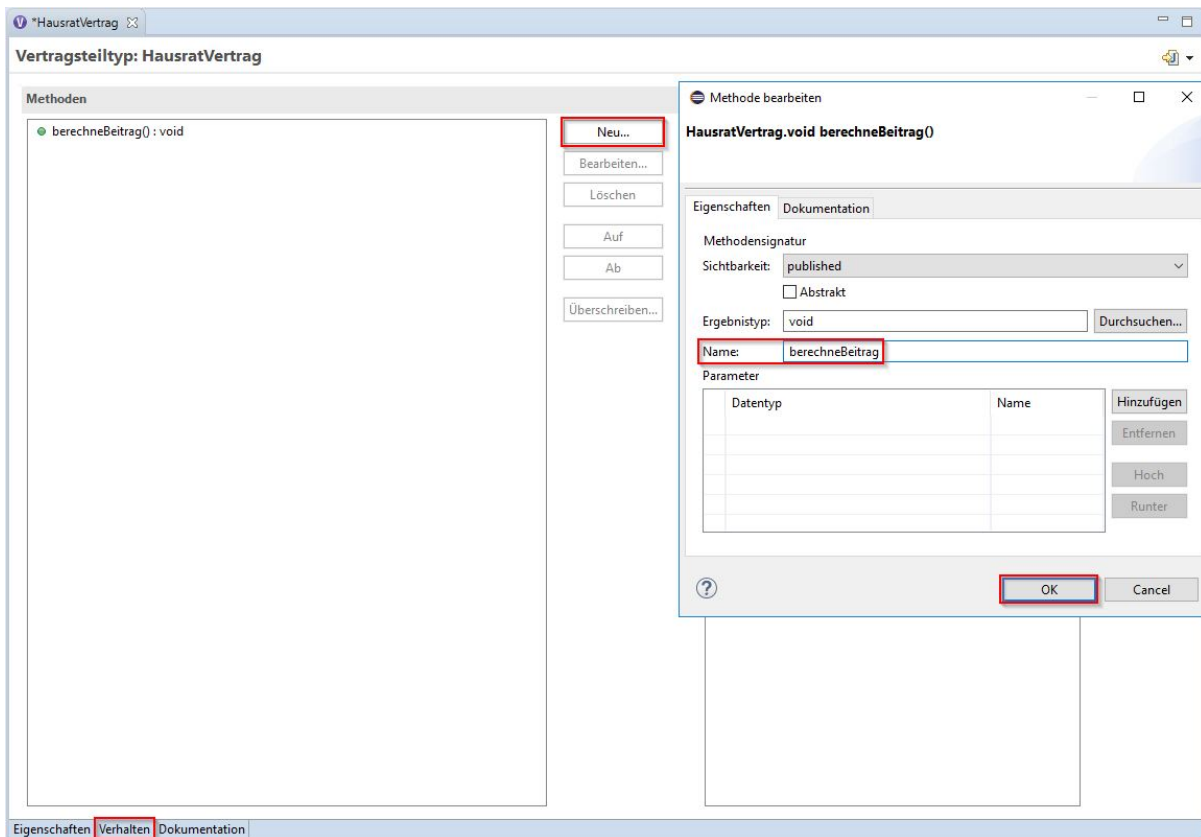 *HausratVertrag
Vertragsteiltyp: HausratVertrag
Methoden
berechneBeitrag() : void
Neu...
Bearbeiten...
Löschen
Auf
Ab
Überschreiben...
Methode bearbeiten
HausratVertrag.void berechneBeitrag()
Eigenschaften Dokumentation
Methodensignatur
Sichtbarkeit: published
Abstrakt
Ergebnistyp: void Durchsuchen...
Name: berechneBeitrag
Parameter
Datentyp Name Hinzufügen
Entfernen
Hoch
Runter
OK Cancel
Eigenschaften Verhalten Dokumentation